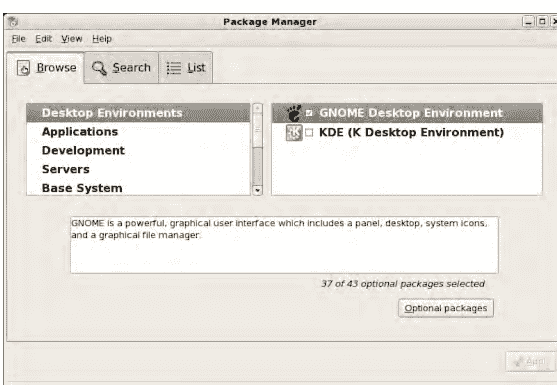 Package Manager
File Edit View Help
Browse Search List
Desktop Environments
Applications
Development
Servers
Base System
GNOME Desktop Environment
KDE (K Desktop Environment)
GNOME is a powerful, graphical user interface which includes a panel, desktop, system icons,
and a graphical file manager.
37 of 43 optional packages selected
Optional packages
Apply